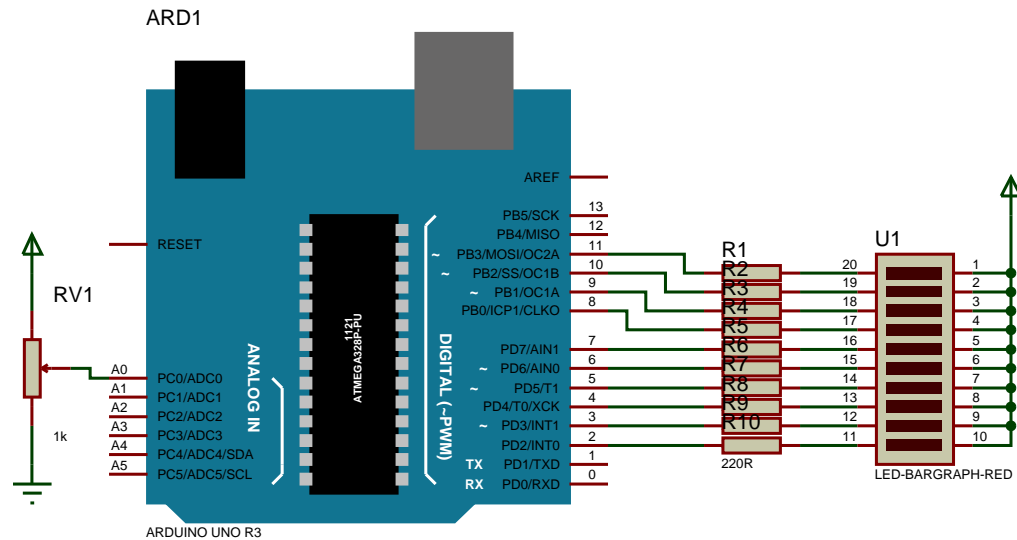 ARD1
RV1
1k
RESET
A0 PC0/ADC0
A1 PC1/ADC1
A2 PC2/ADC2
A3 PC3/ADC3
A4 PC4/ADC4/SDA
A5 PC5/ADC5/SCL
ANALOG IN
1121
ATMEGA328P-PU
DIGITAL (~PWM)
AREF
PB5/SCK 13
PB4/MISO 12
~ PB3/MOSI/OC2A 11
~ PB2/SS/OC1B 10
~ PB1/OC1A 9
PB0/ICP1/CLKO 8
PD7/AIN1 7
~ PD6/AIN0 6
~ PD5/T1 5
PD4/T0/XCK 4
~ PD3/INT1 3
PD2/INT0 2
TX PD1/TXD 1
RX PD0/RXD 0
ARDUINO UNO R3
R1
R2
R3
R4
R5
R6
R7
R8
R9
R10
220R
U1
20 1
19 2
18 3
17 4
16 5
15 6
14 7
13 8
12 9
11 10
LED-BARGRAPH-RED